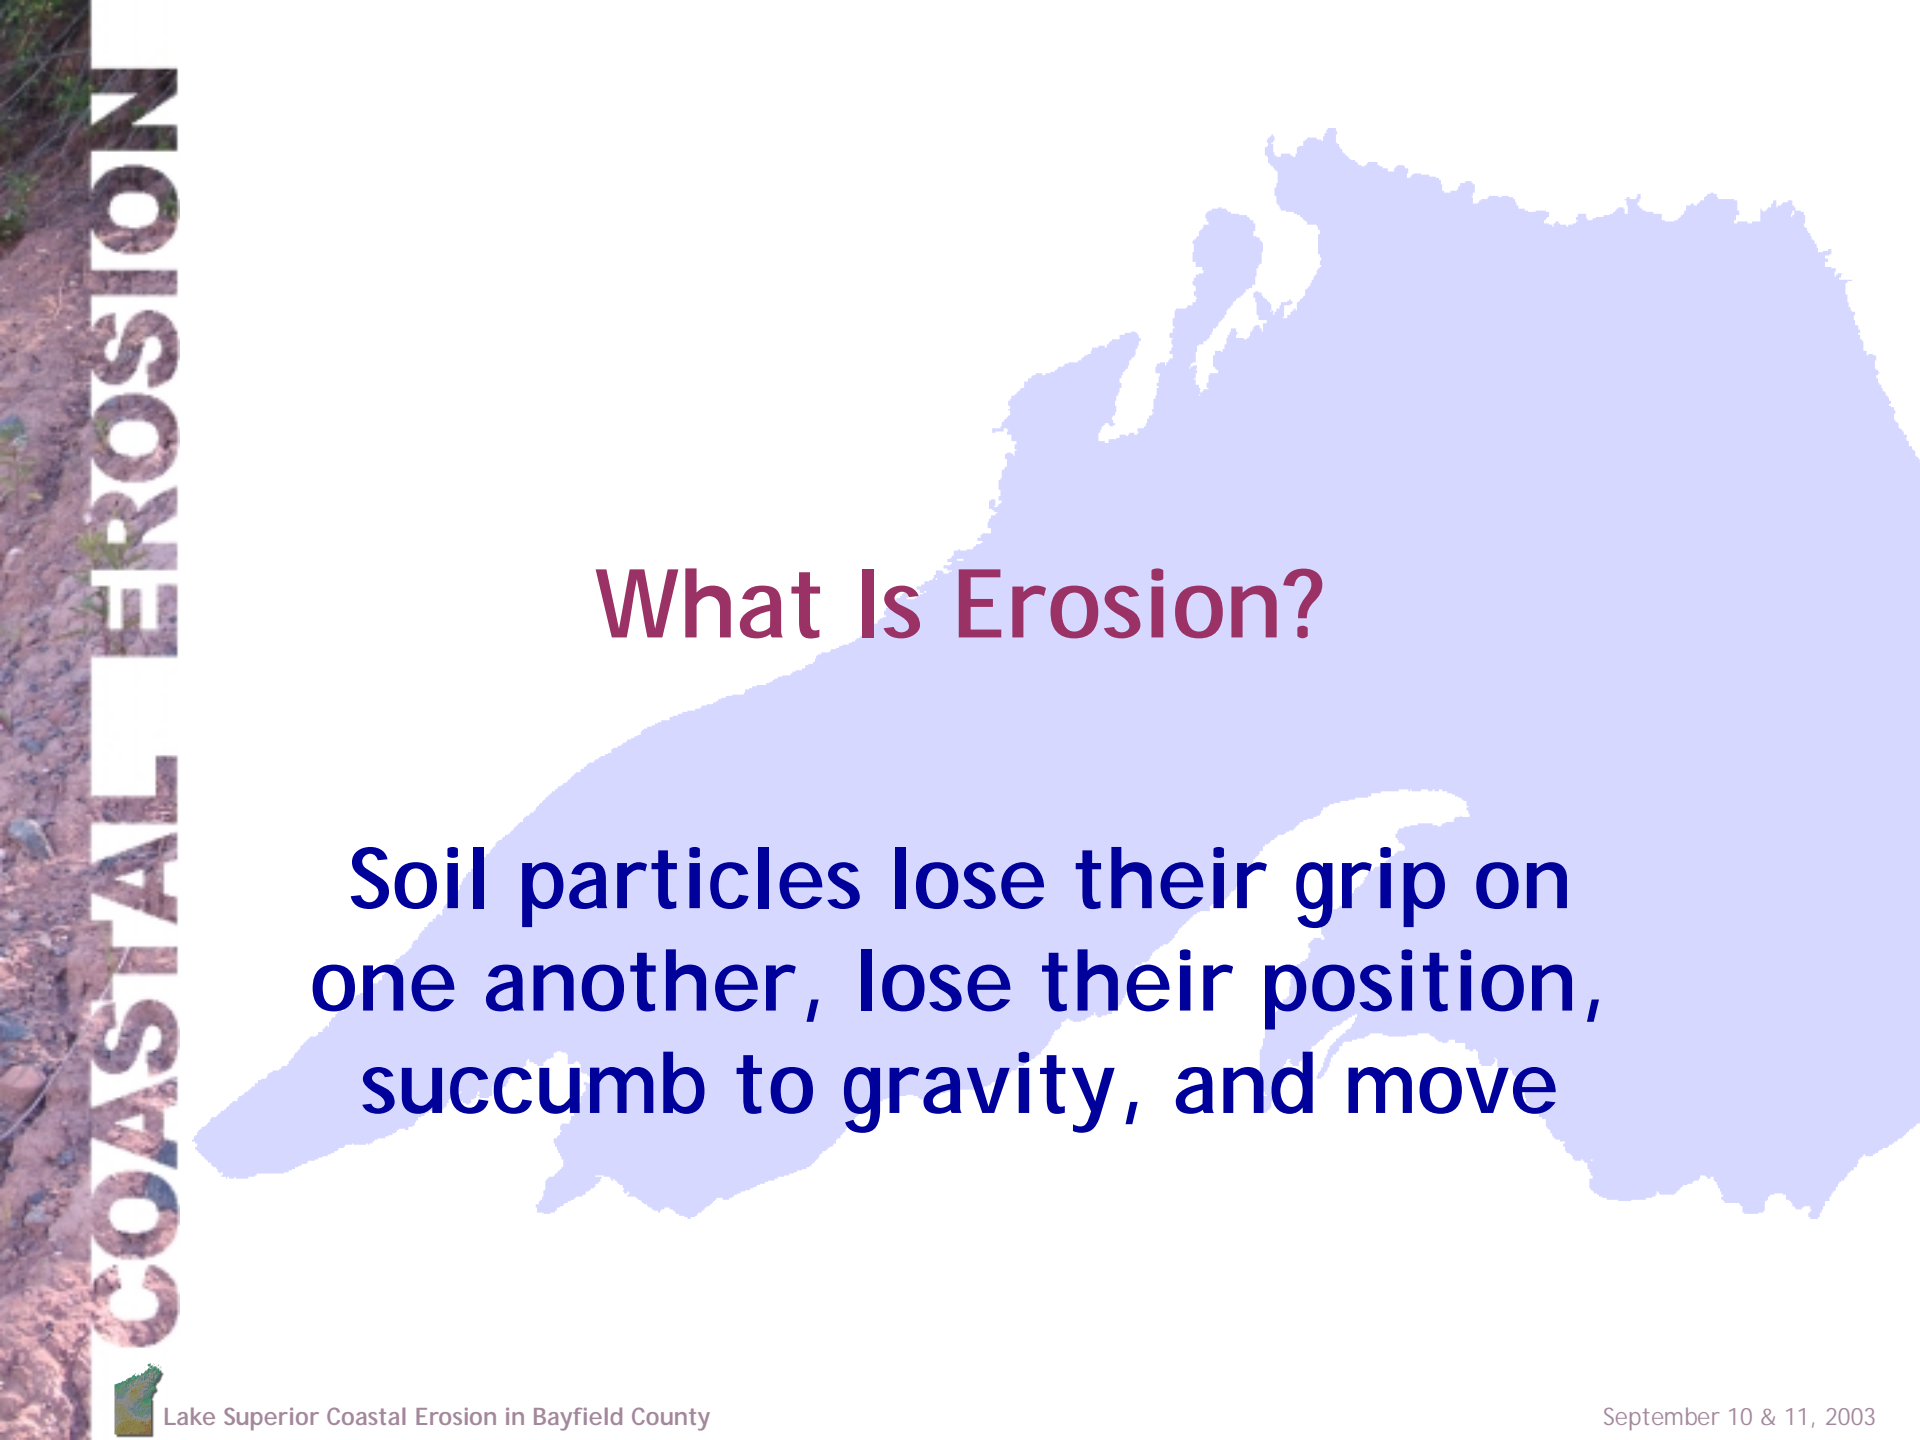 COASTAL EROSION
What Is Erosion?
Soil particles lose their grip on
one another, lose their position,
succumb to gravity, and move
Lake Superior Coastal Erosion in Bayfield County
September 10 & 11, 2003